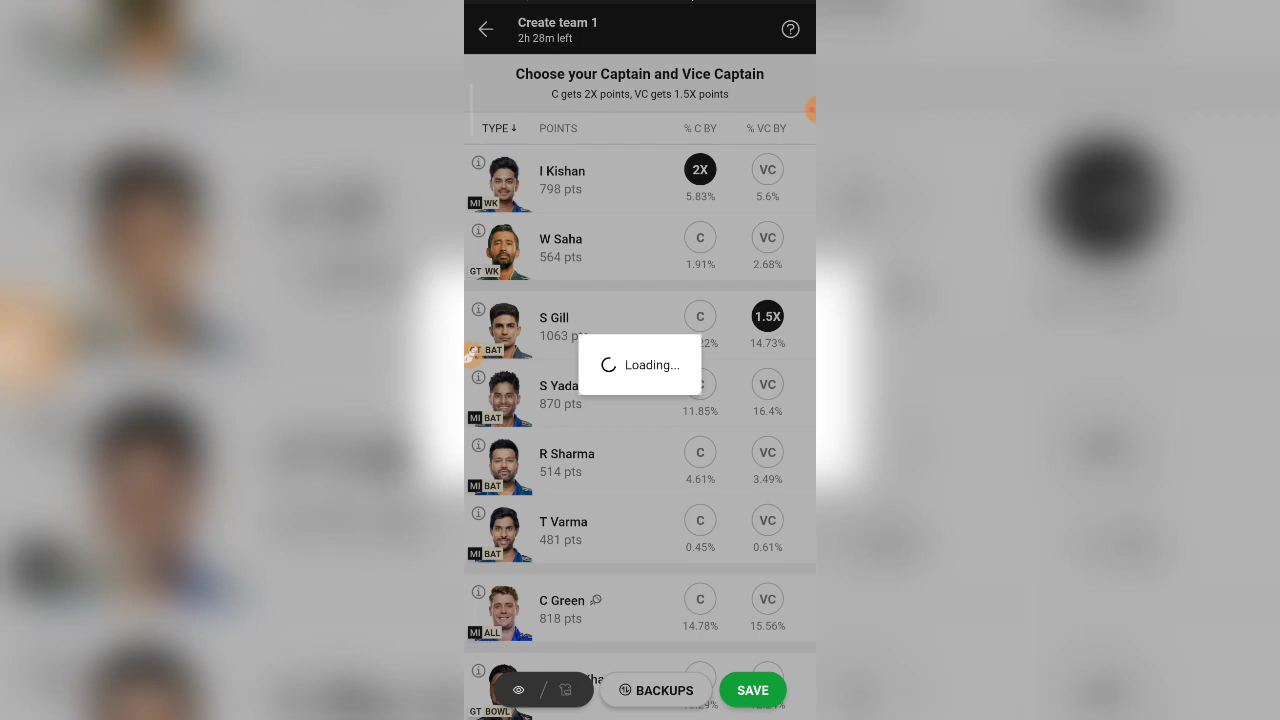 Create team 1
2h 28m left
Choose your Captain and Vice Captain
C gets 2X points, VC gets 1.5X points
TYPE↓ POINTS % C BY % VC BY
I Kishan
798 pts
2X VC
5.83% 5.6%
MI WK
W Saha
564 pts
C VC
1.91% 2.68%
GT WK
S Gill
1063
C 1.5X
14.73%
GT BAT
Loading...
S Yada
870 pts
VC
11.85% 16.4%
MI BAT
R Sharma
514 pts
C VC
4.61% 3.49%
MI BAT
T Varma
481 pts
C VC
0.45% 0.61%
MI BAT
C Green
818 pts
C VC
14.78% 15.56%
MI ALL
GT BOWL
BACKUPS
SAVE